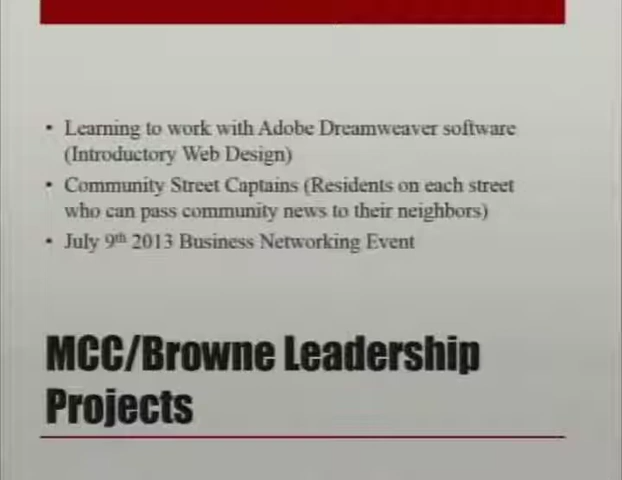 • Learning to work with Adobe Dreamweaver software
(Introductory Web Design)
• Community Street Captains (Residents on each street
who can pass community news to their neighbors)
• July 9th 2013 Business Networking Event
MCC/Browne Leadership
Projects